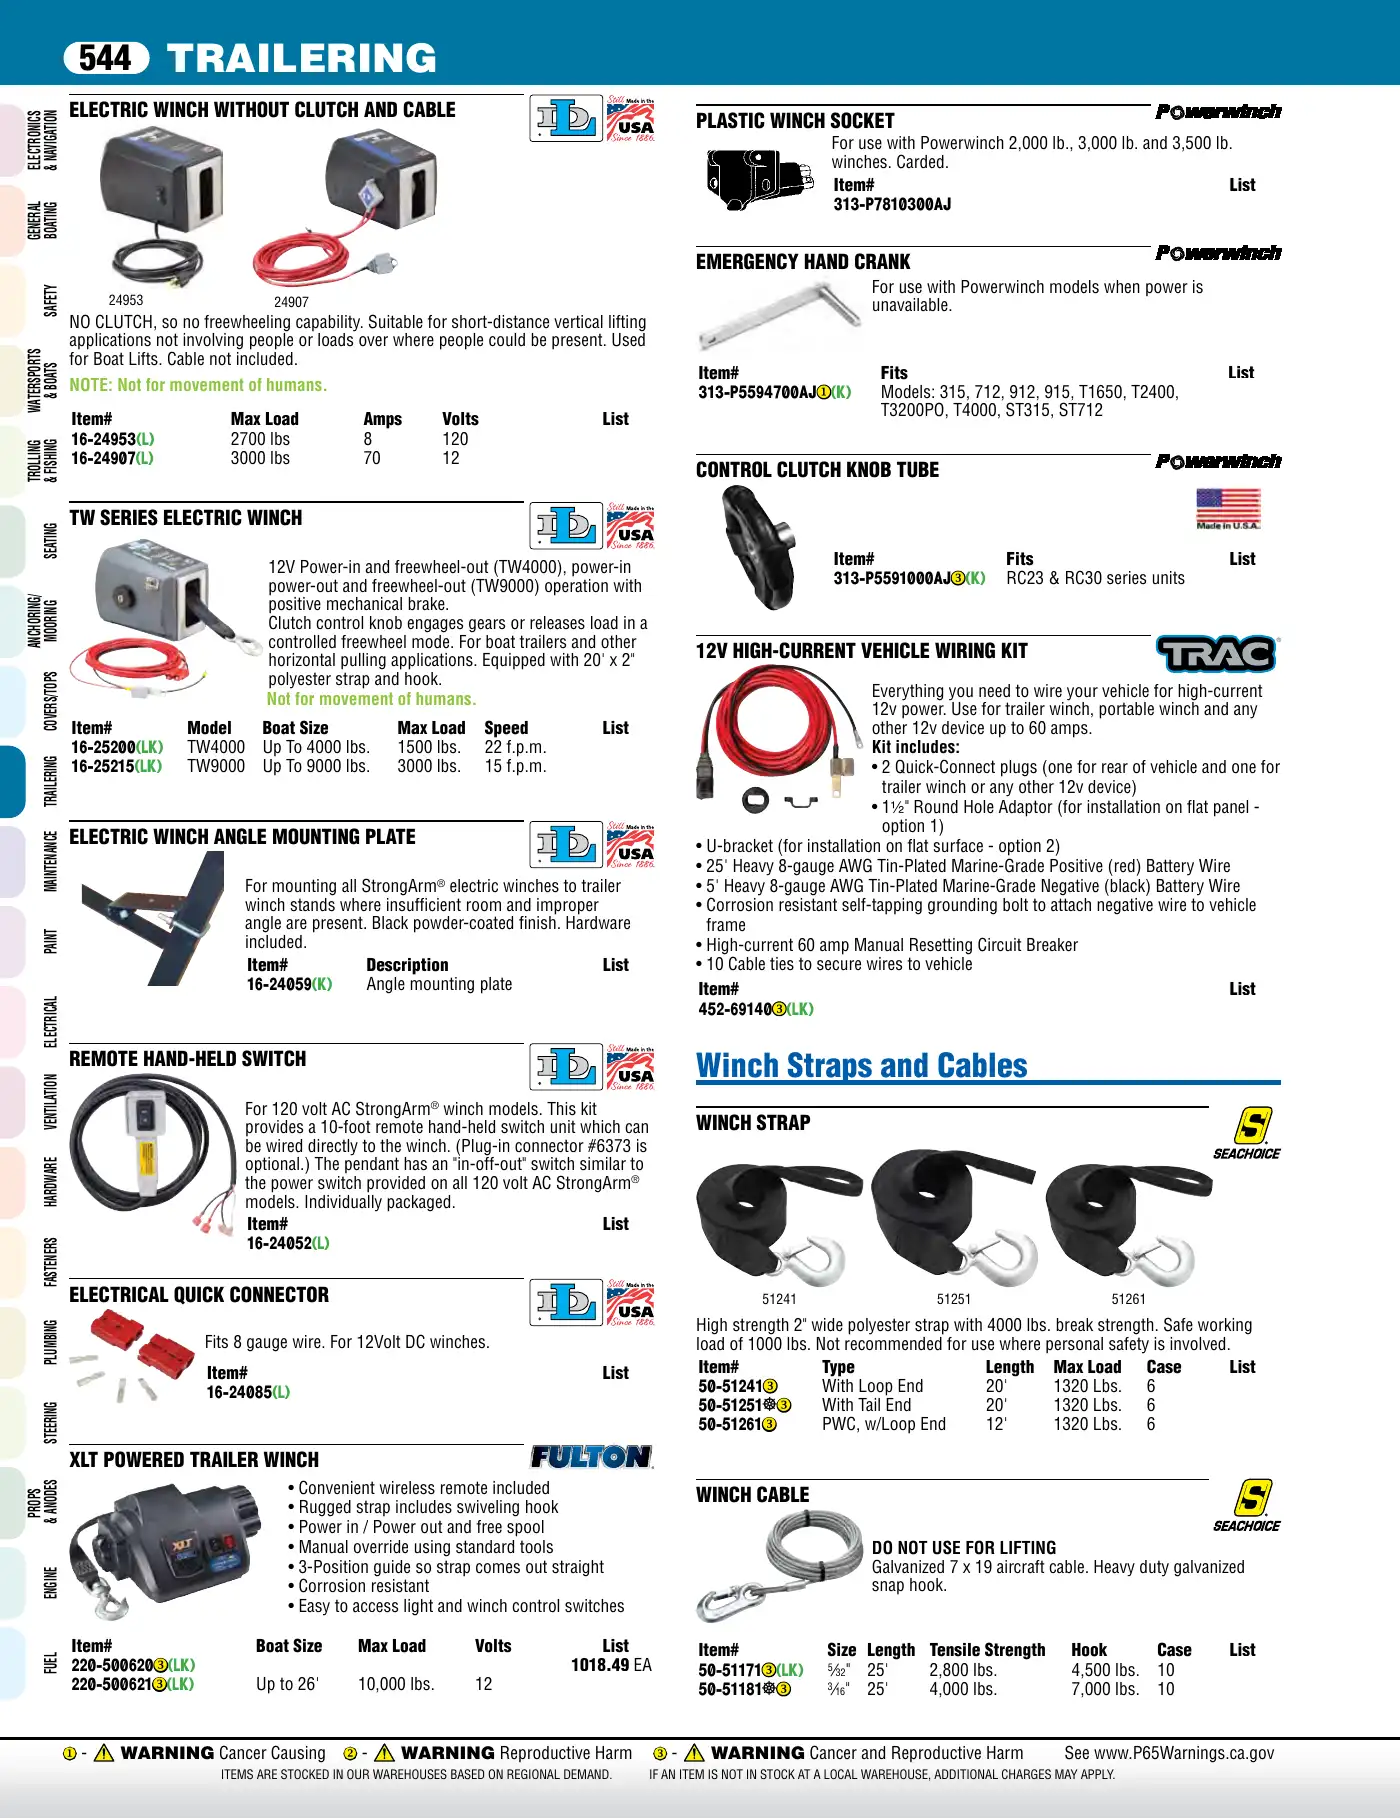 544 TRAILERING
ELECTRONICS & NAVIGATION
GENERAL BOATING
SAFETY
WATERSPORTS & BOATS
TROLLING & FISHING
SEATING
ANCHORING/ MOORING
COVERS/TOPS
TRAILERING
MAINTENANCE
PAINT
ELECTRICAL
VENTILATION
HARDWARE
FASTENERS
PLUMBING
STEERING
PROPS & ANODES
ENGINE
FUEL
ELECTRIC WINCH WITHOUT CLUTCH AND CABLE
DL
Still Made in the USA Since 1886.
24953 24907
NO CLUTCH, so no freewheeling capability. Suitable for short-distance vertical lifting
applications not involving people or loads over where people could be present. Used
for Boat Lifts. Cable not included.
NOTE: Not for movement of humans.
Item# Max Load Amps Volts List
16-24953(L) 2700 lbs 8 120
16-24907(L) 3000 lbs 70 12
TW SERIES ELECTRIC WINCH
DL
Still Made in the USA Since 1886.
12V Power-in and freewheel-out (TW4000), power-in
power-out and freewheel-out (TW9000) operation with
positive mechanical brake.
Clutch control knob engages gears or releases load in a
controlled freewheel mode. For boat trailers and other
horizontal pulling applications. Equipped with 20' x 2"
polyester strap and hook.
Not for movement of humans.
Item# Model Boat Size Max Load Speed List
16-25200(LK) TW4000 Up To 4000 lbs. 1500 lbs. 22 f.p.m.
16-25215(LK) TW9000 Up To 9000 lbs. 3000 lbs. 15 f.p.m.
ELECTRIC WINCH ANGLE MOUNTING PLATE
DL
Still Made in the USA Since 1886.
For mounting all StrongArm® electric winches to trailer
winch stands where insufficient room and improper
angle are present. Black powder-coated finish. Hardware
included.
Item# Description List
16-24059(K) Angle mounting plate
REMOTE HAND-HELD SWITCH
DL
Still Made in the USA Since 1886.
For 120 volt AC StrongArm® winch models. This kit
provides a 10-foot remote hand-held switch unit which can
be wired directly to the winch. (Plug-in connector #6373 is
optional.) The pendant has an "in-off-out" switch similar to
the power switch provided on all 120 volt AC StrongArm®
models. Individually packaged.
Item# List
16-24052(L)
ELECTRICAL QUICK CONNECTOR
DL
Still Made in the USA Since 1886.
Fits 8 gauge wire. For 12Volt DC winches.
Item# List
16-24085(L)
XLT POWERED TRAILER WINCH
FULTON
XLT
• Convenient wireless remote included
• Rugged strap includes swiveling hook
• Power in / Power out and free spool
• Manual override using standard tools
• 3-Position guide so strap comes out straight
• Corrosion resistant
• Easy to access light and winch control switches
Item# Boat Size Max Load Volts List
220-500620③(LK) 1018.49 EA
220-500621③(LK) Up to 26' 10,000 lbs. 12
PLASTIC WINCH SOCKET
Powerwinch
For use with Powerwinch 2,000 lb., 3,000 lb. and 3,500 lb.
winches. Carded.
Item# List
313-P7810300AJ
EMERGENCY HAND CRANK
Powerwinch
For use with Powerwinch models when power is
unavailable.
Item# Fits List
313-P5594700AJ①(K) Models: 315, 712, 912, 915, T1650, T2400,
T3200PO, T4000, ST315, ST712
CONTROL CLUTCH KNOB TUBE
Powerwinch
Made in U.S.A.
Item# Fits List
313-P5591000AJ③(K) RC23 & RC30 series units
12V HIGH-CURRENT VEHICLE WIRING KIT
TRAC®
Everything you need to wire your vehicle for high-current
12v power. Use for trailer winch, portable winch and any
other 12v device up to 60 amps.
Kit includes:
• 2 Quick-Connect plugs (one for rear of vehicle and one for
trailer winch or any other 12v device)
• 1½" Round Hole Adaptor (for installation on flat panel -
option 1)
• U-bracket (for installation on flat surface - option 2)
• 25' Heavy 8-gauge AWG Tin-Plated Marine-Grade Positive (red) Battery Wire
• 5' Heavy 8-gauge AWG Tin-Plated Marine-Grade Negative (black) Battery Wire
• Corrosion resistant self-tapping grounding bolt to attach negative wire to vehicle
frame
• High-current 60 amp Manual Resetting Circuit Breaker
• 10 Cable ties to secure wires to vehicle
Item# List
452-69140③(LK)
Winch Straps and Cables
WINCH STRAP
S SEACHOICE
51241 51251 51261
High strength 2" wide polyester strap with 4000 lbs. break strength. Safe working
load of 1000 lbs. Not recommended for use where personal safety is involved.
Item# Type Length Max Load Case List
50-51241③ With Loop End 20' 1320 Lbs. 6
50-51251☸③ With Tail End 20' 1320 Lbs. 6
50-51261③ PWC, w/Loop End 12' 1320 Lbs. 6
WINCH CABLE
S SEACHOICE
DO NOT USE FOR LIFTING
Galvanized 7 x 19 aircraft cable. Heavy duty galvanized
snap hook.
Item# Size Length Tensile Strength Hook Case List
50-51171③(LK) 5⁄32" 25' 2,800 lbs. 4,500 lbs. 10
50-51181☸③ 3⁄16" 25' 4,000 lbs. 7,000 lbs. 10
① - ⚠ WARNING Cancer Causing ② - ⚠ WARNING Reproductive Harm ③ - ⚠ WARNING Cancer and Reproductive Harm See www.P65Warnings.ca.gov
ITEMS ARE STOCKED IN OUR WAREHOUSES BASED ON REGIONAL DEMAND. IF AN ITEM IS NOT IN STOCK AT A LOCAL WAREHOUSE, ADDITIONAL CHARGES MAY APPLY.